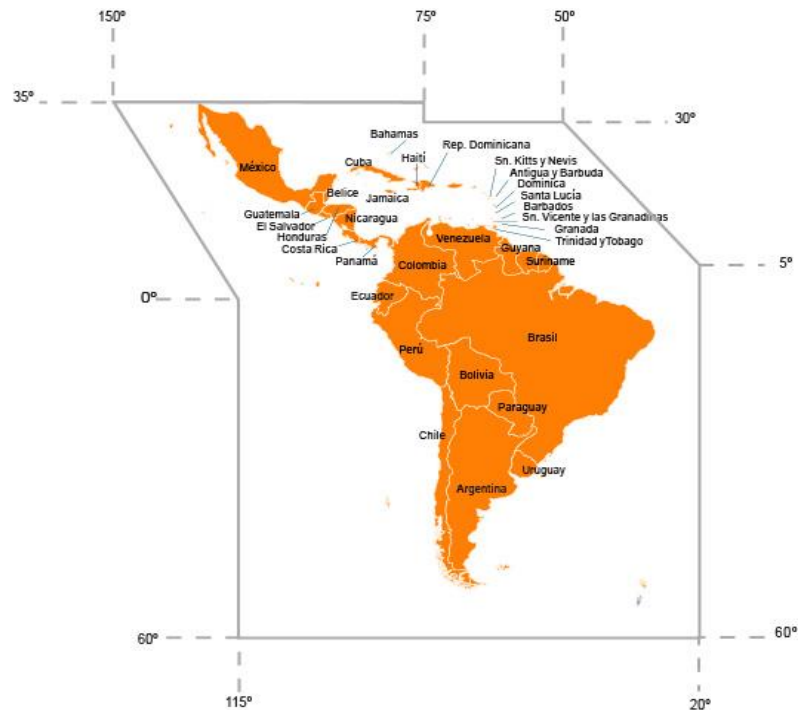 150º
75º
50º
35º
30º
Bahamas
Rep. Dominicana
Haití
Cuba
Sn. Kitts y Nevis
México
Antigua y Barbuda
Dominica
Belice
Jamaica
Santa Lucía
Barbados
Guatemala
Nicaragua
Sn. Vicente y las Granadinas
El Salvador
Granada
Honduras
Venezuela
Trinidad yTobago
Costa Rica
Guyana
Panamá
Colombia
Suriname
5º
Ecuador
0º
Brasil
Perú
Bolivia
Paraguay
Chile
Uruguay
Argentina
60º
60º
115º
20º